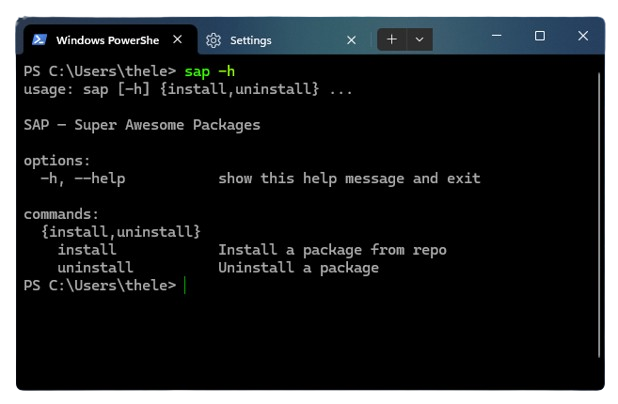 Windows PowerShe
Settings
PS C:\Users\thele> sap -h
usage: sap [-h] {install,uninstall} ...
SAP — Super Awesome Packages
options:
-h, --help show this help message and exit
commands:
{install,uninstall}
install Install a package from repo
uninstall Uninstall a package
PS C:\Users\thele>